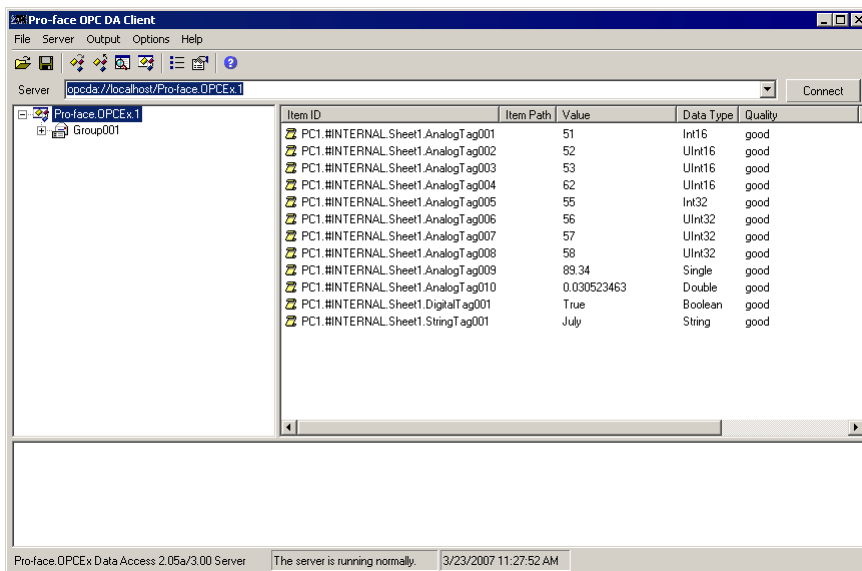 Pro-face OPC DA Client
File Server Output Options Help
Server opcda://localhost/Pro-face.OPCEx.1 Connect
Pro-face.OPCEx.1
Group001
Item ID Item Path Value Data Type Quality
PC1.#INTERNAL.Sheet1.AnalogTag001 51 Int16 good
PC1.#INTERNAL.Sheet1.AnalogTag002 52 UInt16 good
PC1.#INTERNAL.Sheet1.AnalogTag003 53 UInt16 good
PC1.#INTERNAL.Sheet1.AnalogTag004 62 UInt16 good
PC1.#INTERNAL.Sheet1.AnalogTag005 55 Int32 good
PC1.#INTERNAL.Sheet1.AnalogTag006 56 UInt32 good
PC1.#INTERNAL.Sheet1.AnalogTag007 57 UInt32 good
PC1.#INTERNAL.Sheet1.AnalogTag008 58 UInt32 good
PC1.#INTERNAL.Sheet1.AnalogTag009 89.34 Single good
PC1.#INTERNAL.Sheet1.AnalogTag010 0.030523463 Double good
PC1.#INTERNAL.Sheet1.DigitalTag001 True Boolean good
PC1.#INTERNAL.Sheet1.StringTag001 July String good
Pro-face.OPCEx Data Access 2.05a/3.00 Server The server is running normally. 3/23/2007 11:27:52 AM